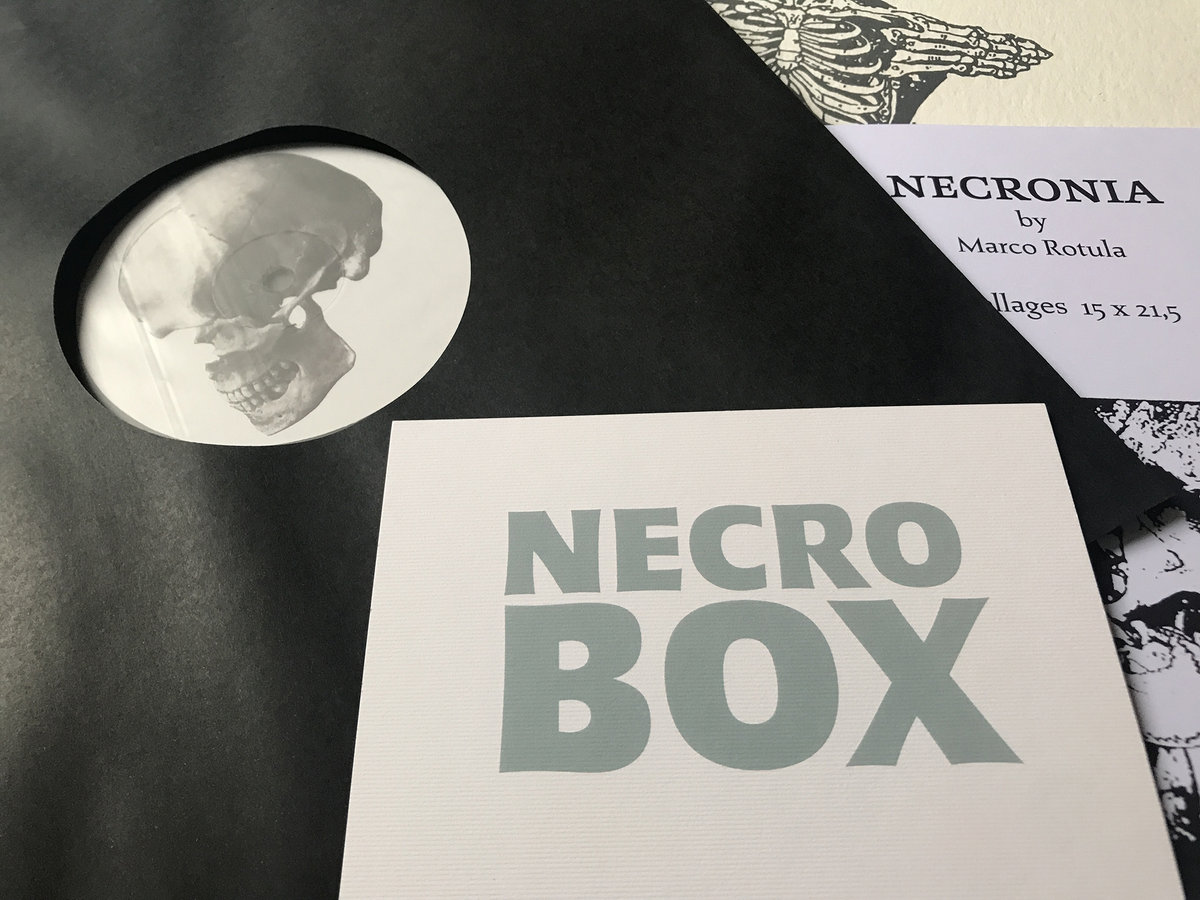 NECRONIA
by
Marco Rotula
llages 15 x 21,5
NECRO
BOX